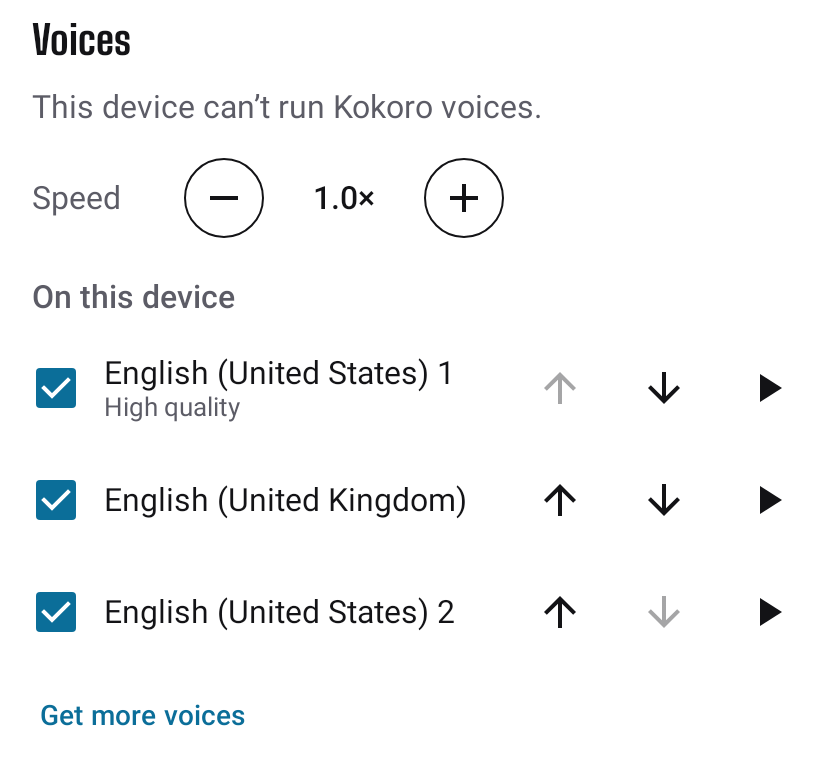 Voices
This device can’t run Kokoro voices.
Speed 1.0×
On this device
English (United States) 1
High quality
English (United Kingdom)
English (United States) 2
Get more voices